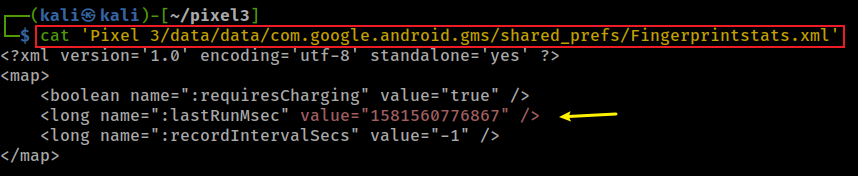 ┌──(kali㉿kali)-[~/pixel3]
└─$ cat 'Pixel 3/data/data/com.google.android.gms/shared_prefs/Fingerprintstats.xml'
<?xml version='1.0' encoding='utf-8' standalone='yes' ?>
<map>
    <boolean name=":requiresCharging" value="true" />
    <long name=":lastRunMsec" value="1581560776867" />
    <long name=":recordIntervalSecs" value="-1" />
</map>